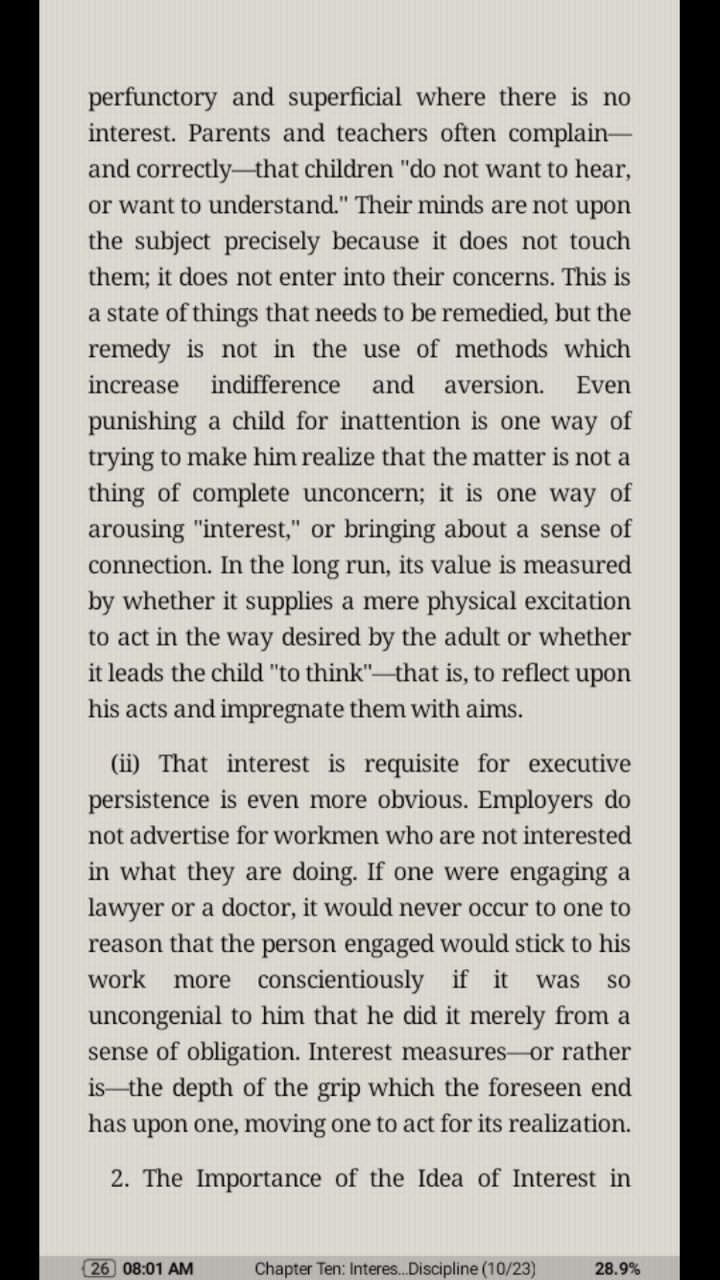 perfunctory and superficial where there is no
interest. Parents and teachers often complain—
and correctly—that children "do not want to hear,
or want to understand." Their minds are not upon
the subject precisely because it does not touch
them; it does not enter into their concerns. This is
a state of things that needs to be remedied, but the
remedy is not in the use of methods which
increase indifference and aversion. Even
punishing a child for inattention is one way of
trying to make him realize that the matter is not a
thing of complete unconcern; it is one way of
arousing "interest," or bringing about a sense of
connection. In the long run, its value is measured
by whether it supplies a mere physical excitation
to act in the way desired by the adult or whether
it leads the child "to think"—that is, to reflect upon
his acts and impregnate them with aims.
(ii) That interest is requisite for executive
persistence is even more obvious. Employers do
not advertise for workmen who are not interested
in what they are doing. If one were engaging a
lawyer or a doctor, it would never occur to one to
reason that the person engaged would stick to his
work more conscientiously if it was so
uncongenial to him that he did it merely from a
sense of obligation. Interest measures—or rather
is—the depth of the grip which the foreseen end
has upon one, moving one to act for its realization.
2. The Importance of the Idea of Interest in
26 08:01 AM Chapter Ten: Interes...Discipline (10/23) 28.9%